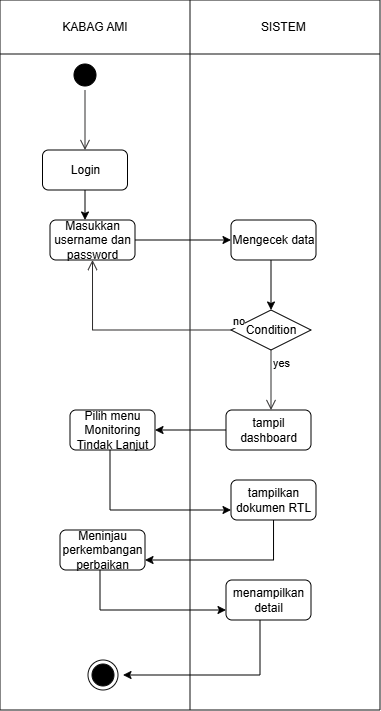 KABAG AMI
SISTEM
Login
Masukkan
username dan
password
Mengecek data
no
Condition
yes
tampil
dashboard
Pilih menu
Monitoring
Tindak Lanjut
tampilkan
dokumen RTL
Meninjau
perkembangan
perbaikan
menampilkan
detail